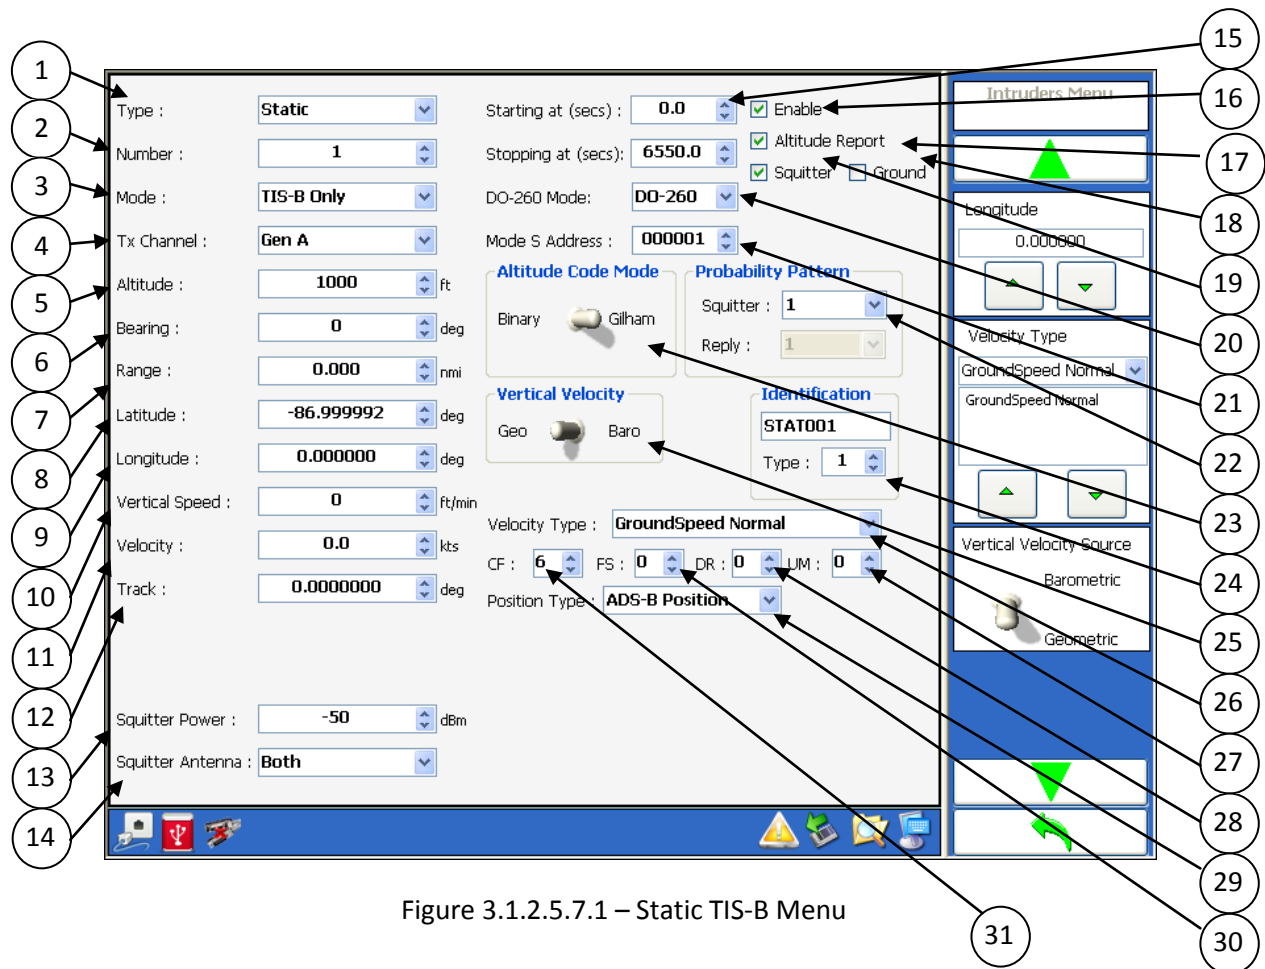 1
2
3
4
5
6
7
8
9
10
11
12
13
14
Type :
Static
Number :
1
Mode :
TIS-B Only
Tx Channel :
Gen A
Altitude :
1000
ft
Bearing :
0
deg
Range :
0.000
nmi
Latitude :
-86.999992
deg
Longitude :
0.000000
deg
Vertical Speed :
0
ft/min
Velocity :
0.0
kts
Track :
0.0000000
deg
Squitter Power :
-50
dBm
Squitter Antenna :
Both
Starting at (secs) :
0.0
Enable
Stopping at (secs):
6550.0
Altitude Report
Squitter
Ground
DO-260 Mode:
DO-260
Mode S Address :
000001
Altitude Code Mode
Binary
Gilham
Probability Pattern
Squitter :
1
Reply :
1
Vertical Velocity
Geo
Baro
Identification
STAT001
Type :
1
Velocity Type :
GroundSpeed Normal
CF :
6
FS :
0
DR :
0
UM :
0
Position Type :
ADS-B Position
Intruders Menu
Longitude
0.000000
Velocity Type
GroundSpeed Normal
GroundSpeed Normal
Vertical Velocity Source
Barometric
Geometric
15
16
17
18
19
20
21
22
23
24
25
26
27
28
29
30
31
Figure 3.1.2.5.7.1 – Static TIS-B Menu